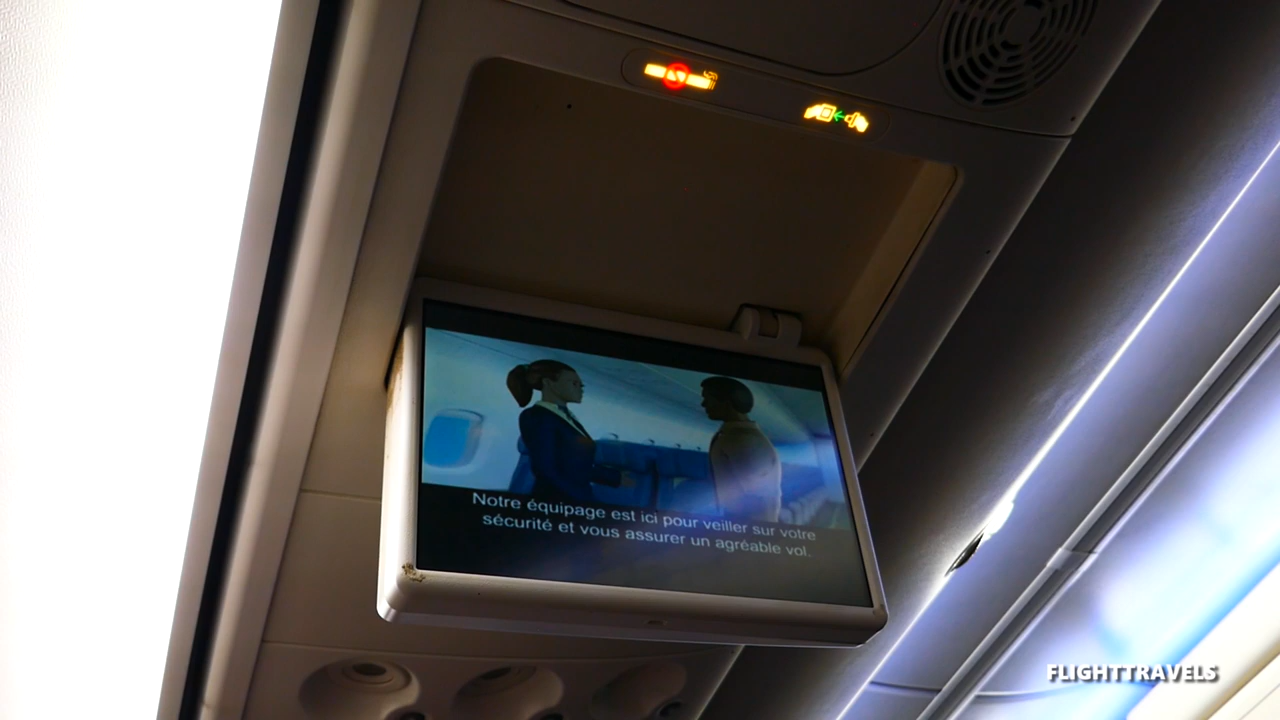 Notre équipage est ici pour veiller sur votre
sécurité et vous assurer un agréable vol.
FLIGHTTRAVELS